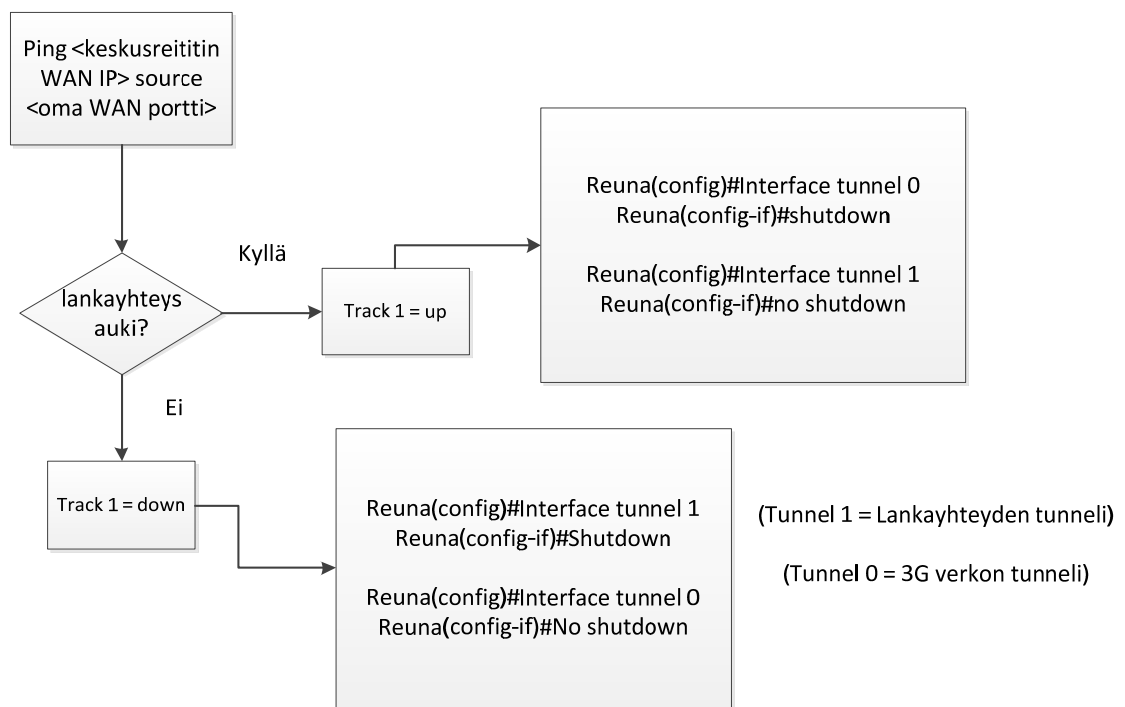 Ping <keskusreititin
WAN IP> source
<oma WAN portti>
lankayhteys
auki?
Kyllä
Track 1 = up
Reuna(config)#Interface tunnel 0
Reuna(config-if)#shutdown
Reuna(config)#Interface tunnel 1
Reuna(config-if)#no shutdown
Ei
Track 1 = down
Reuna(config)#Interface tunnel 1
Reuna(config-if)#Shutdown
Reuna(config)#Interface tunnel 0
Reuna(config-if)#No shutdown
(Tunnel 1 = Lankayhteyden tunneli)
(Tunnel 0 = 3G verkon tunneli)